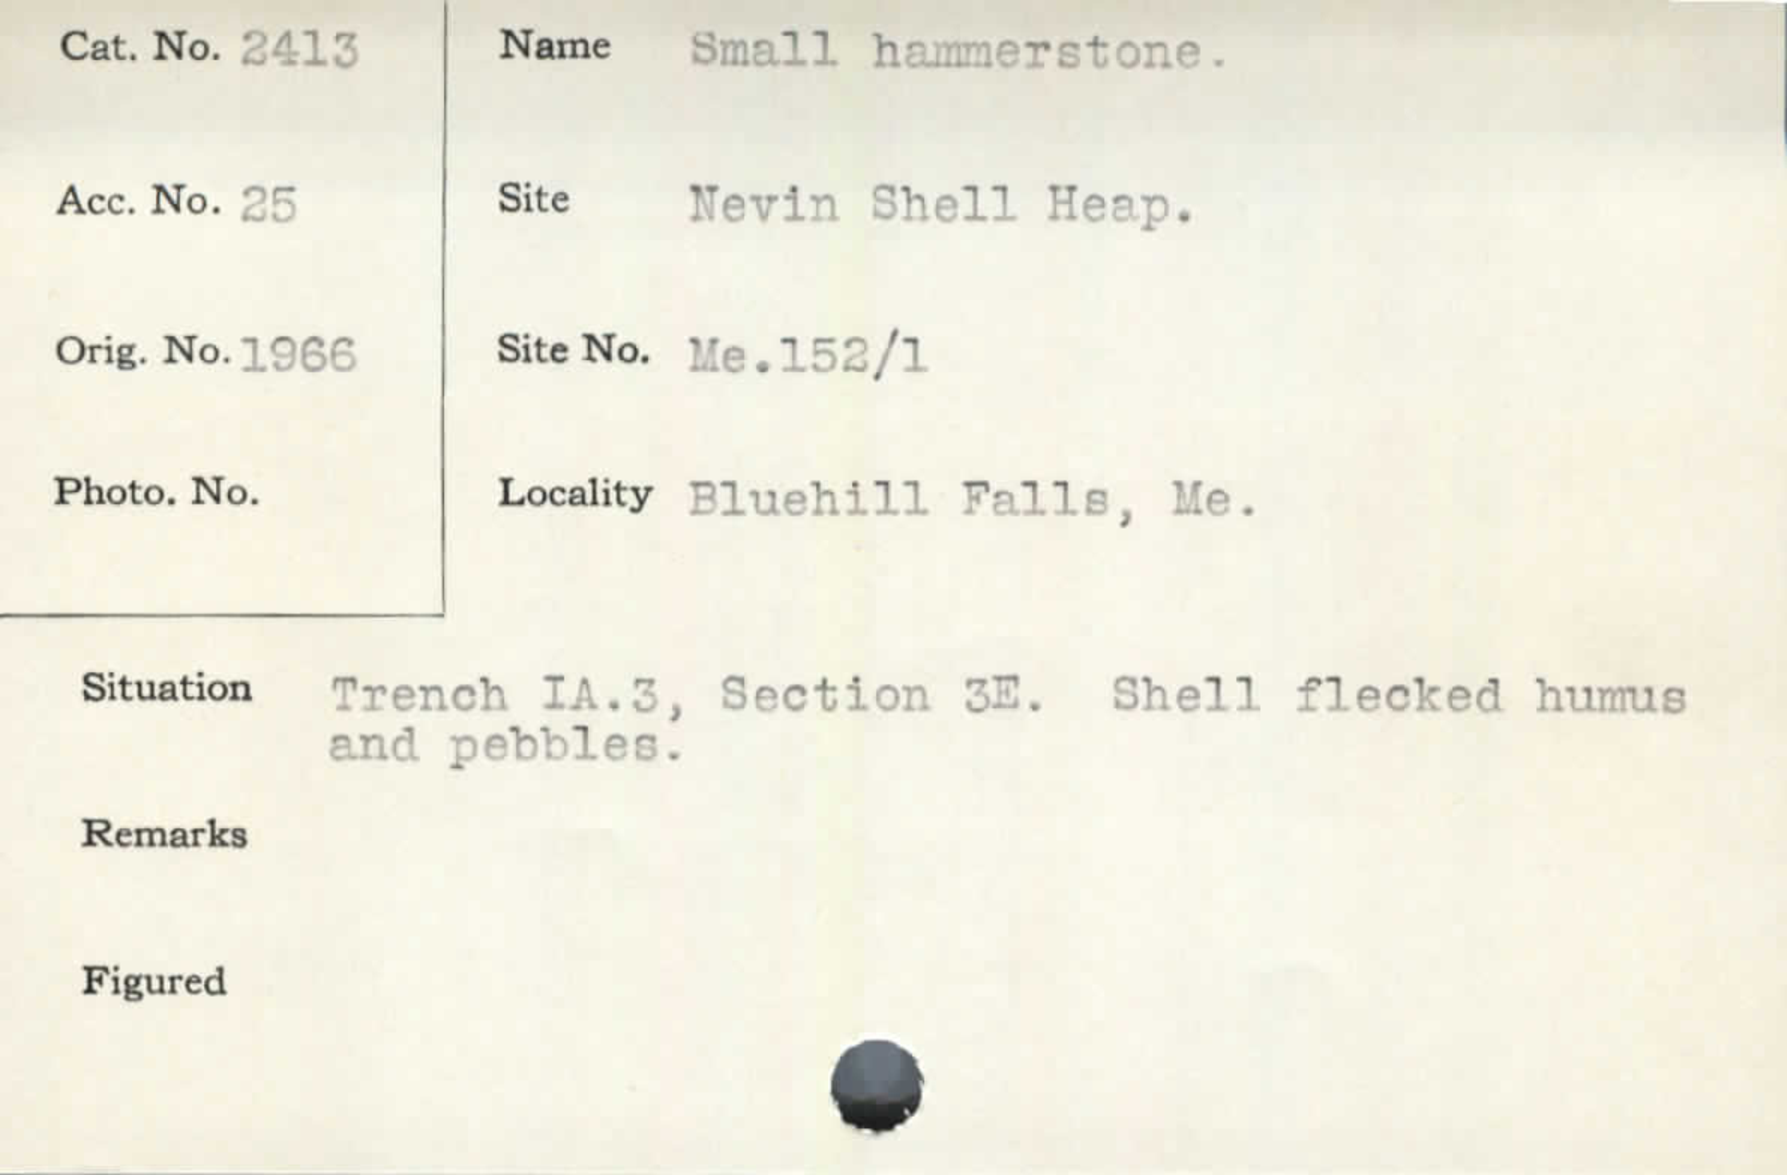 Cat. No. 2413
Name Small hammerstone.
Acc. No. 25
Site Nevin Shell Heap.
Orig. No. 1966
Site No. Me.152/1
Photo. No.
Locality Bluehill Falls, Me.
Situation Trench IA.3, Section 3E. Shell flecked humus
and pebbles.
Remarks
Figured